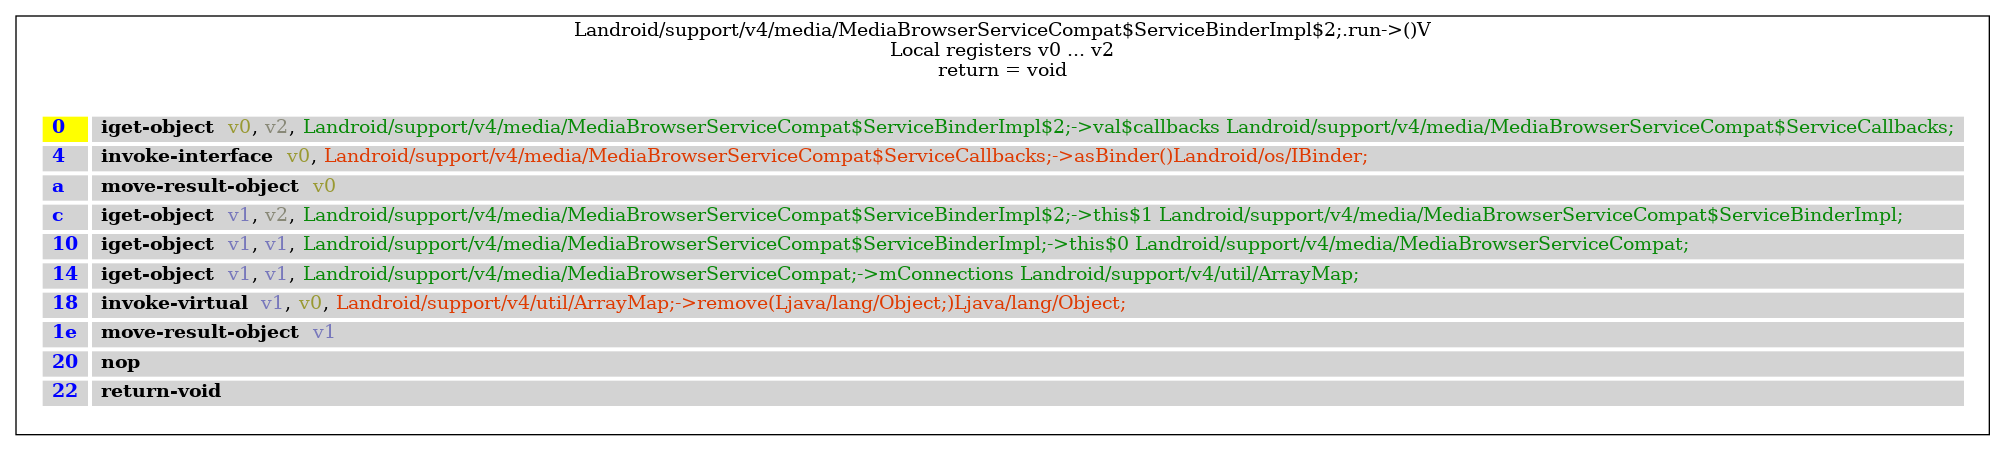 Landroid/support/v4/media/MediaBrowserServiceCompat$ServiceBinderImpl$2;.run->()V
Local registers v0 ... v2
return = void
0 iget-object v0, v2, Landroid/support/v4/media/MediaBrowserServiceCompat$ServiceBinderImpl$2;->val$callbacks Landroid/support/v4/media/MediaBrowserServiceCompat$ServiceCallbacks;
4 invoke-interface v0, Landroid/support/v4/media/MediaBrowserServiceCompat$ServiceCallbacks;->asBinder()Landroid/os/IBinder;
a move-result-object v0
c iget-object v1, v2, Landroid/support/v4/media/MediaBrowserServiceCompat$ServiceBinderImpl$2;->this$1 Landroid/support/v4/media/MediaBrowserServiceCompat$ServiceBinderImpl;
10 iget-object v1, v1, Landroid/support/v4/media/MediaBrowserServiceCompat$ServiceBinderImpl;->this$0 Landroid/support/v4/media/MediaBrowserServiceCompat;
14 iget-object v1, v1, Landroid/support/v4/media/MediaBrowserServiceCompat;->mConnections Landroid/support/v4/util/ArrayMap;
18 invoke-virtual v1, v0, Landroid/support/v4/util/ArrayMap;->remove(Ljava/lang/Object;)Ljava/lang/Object;
1e move-result-object v1
20 nop
22 return-void